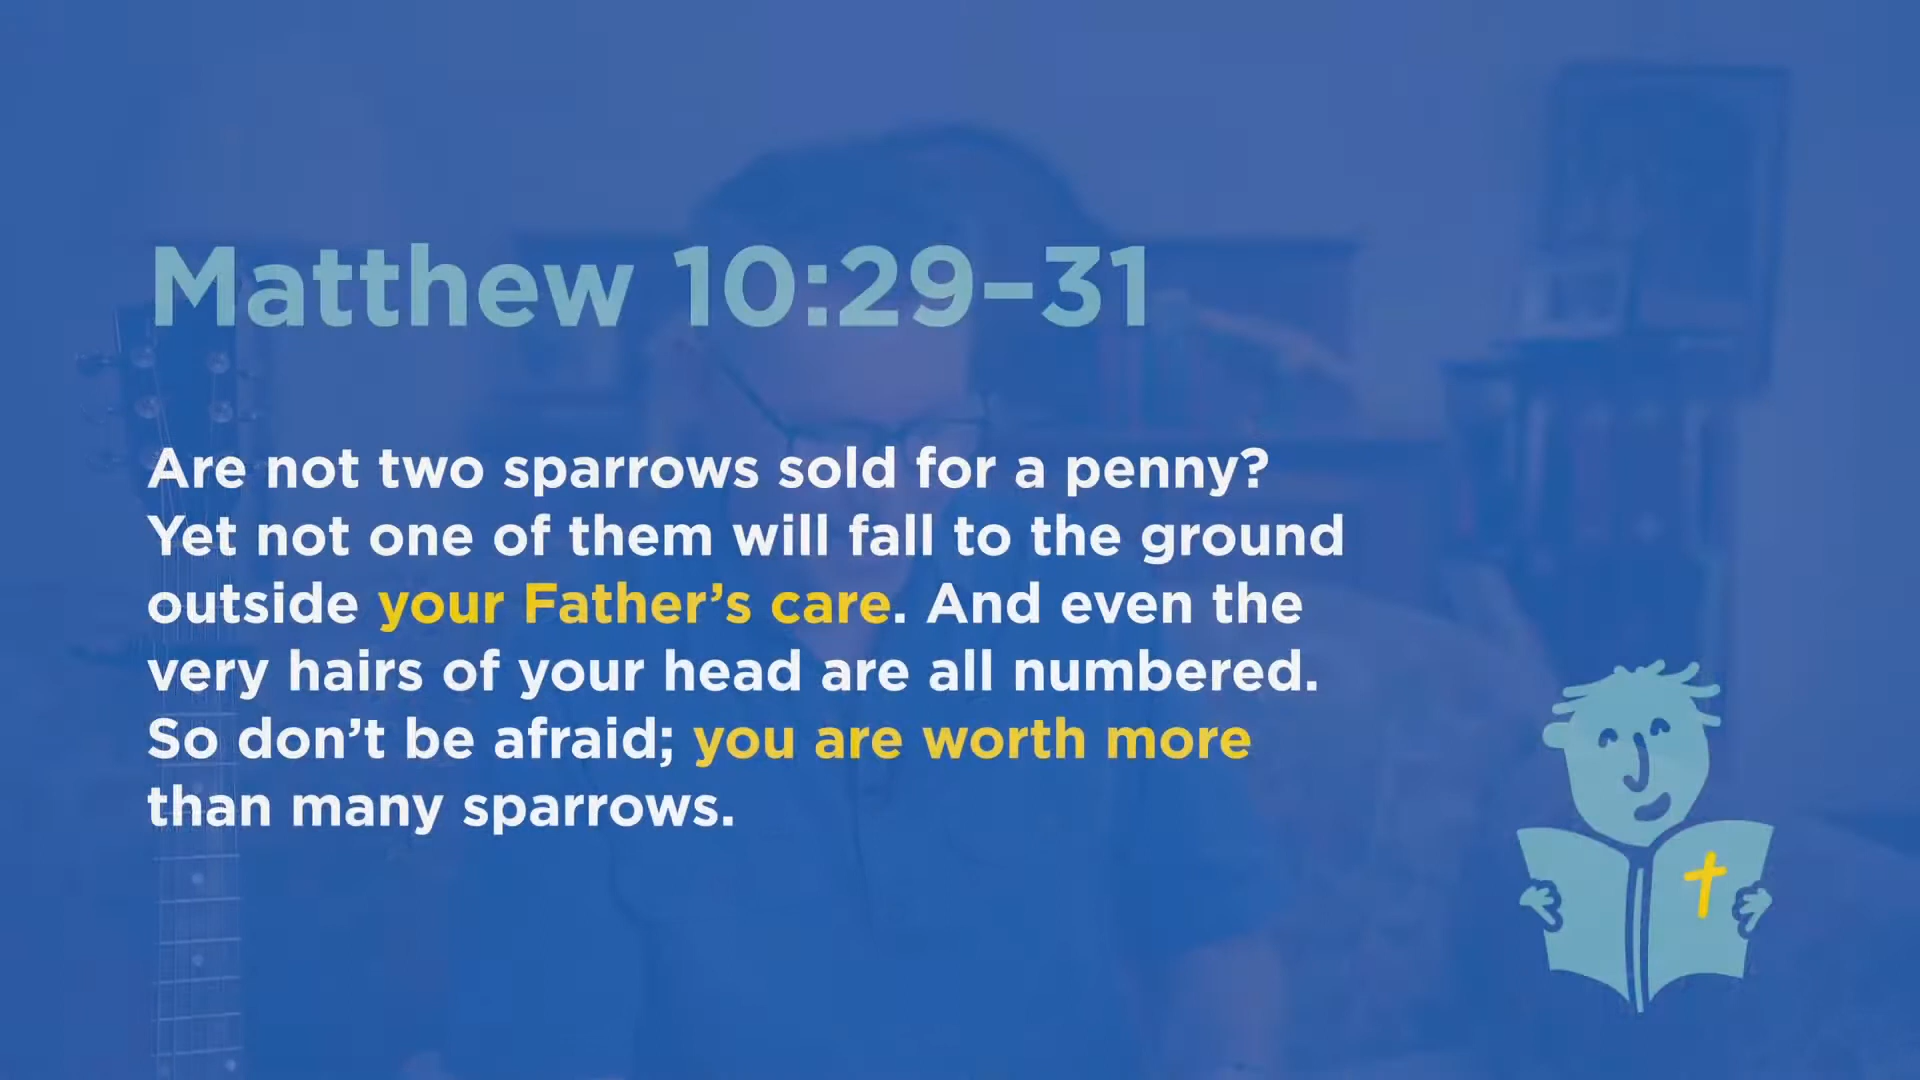 Matthew 10:29–31
Are not two sparrows sold for a penny?
Yet not one of them will fall to the ground
outside your Father’s care. And even the
very hairs of your head are all numbered.
So don’t be afraid; you are worth more
than many sparrows.